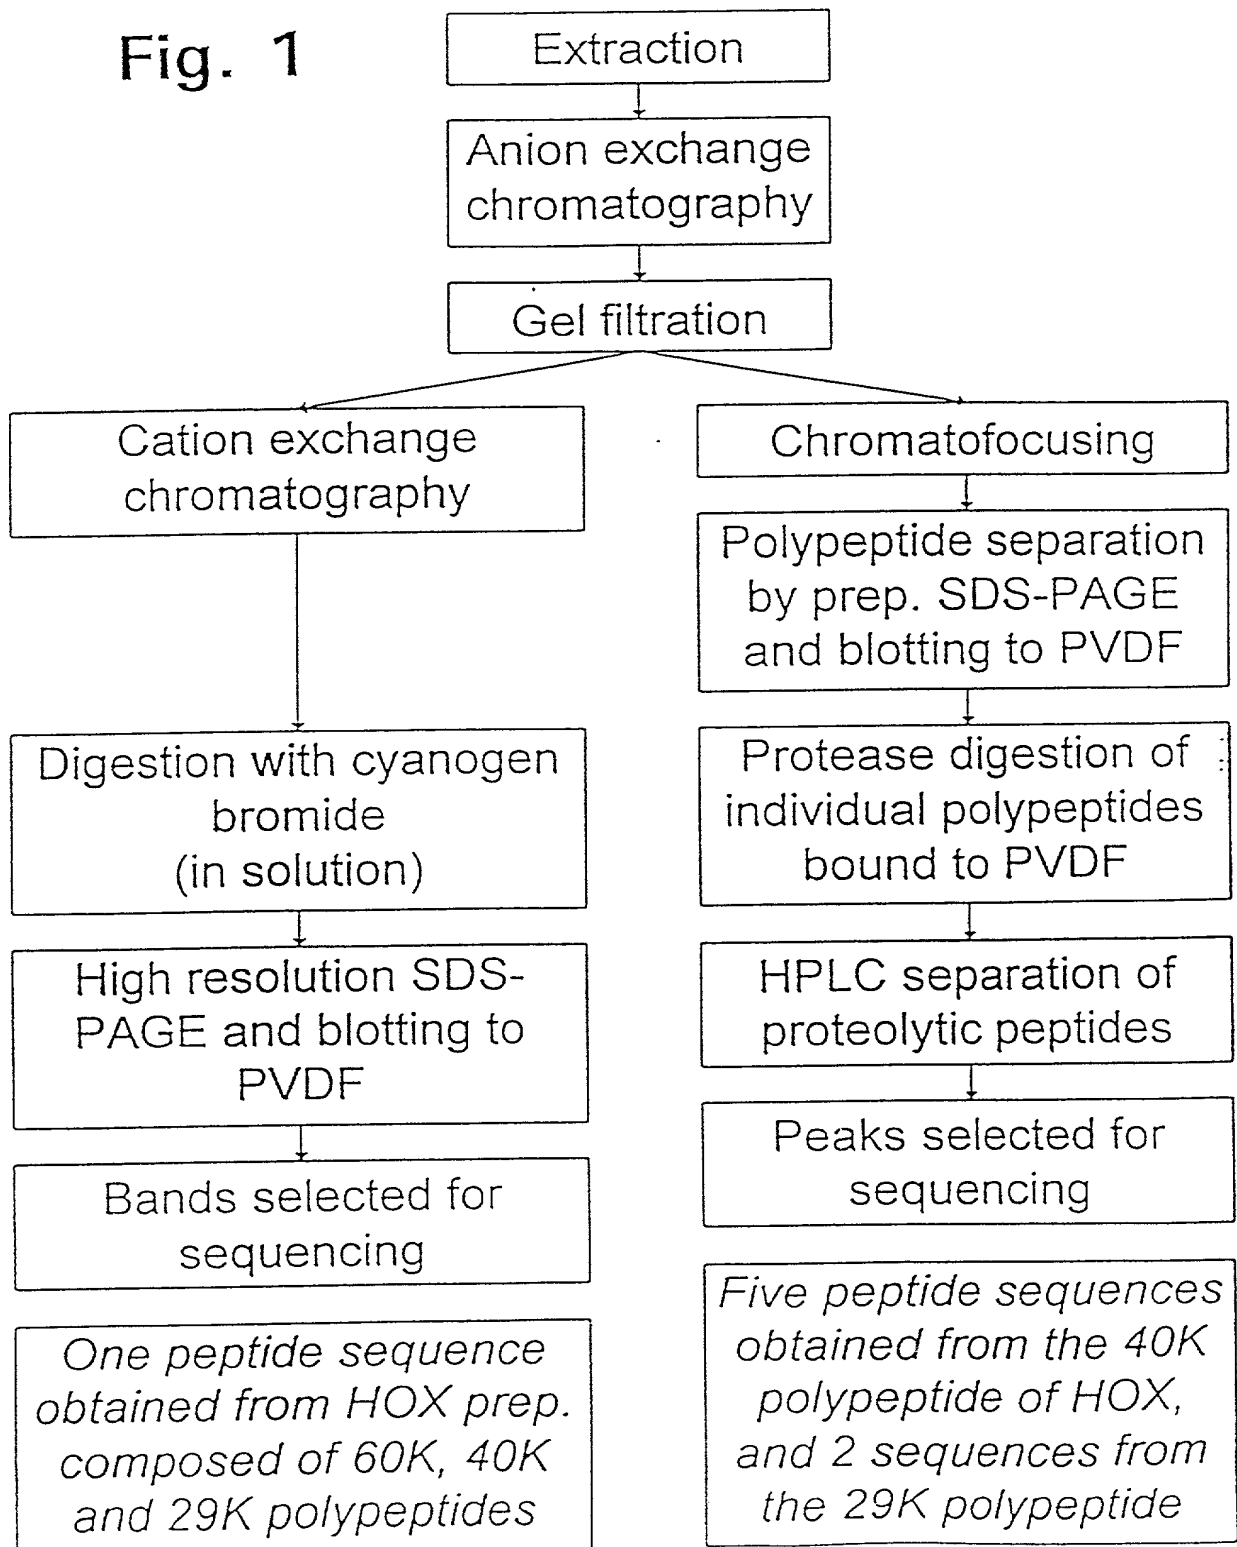 Fig. 1
Extraction
Anion exchange
chromatography
Gel filtration
Cation exchange
chromatography
Digestion with cyanogen
bromide
(in solution)
High resolution SDS-
PAGE and blotting to
PVDF
Bands selected for
sequencing
One peptide sequence
obtained from HOX prep.
composed of 60K, 40K
and 29K polypeptides
Chromatofocusing
Polypeptide separation
by prep. SDS-PAGE
and blotting to PVDF
Protease digestion of
individual polypeptides
bound to PVDF
HPLC separation of
proteolytic peptides
Peaks selected for
sequencing
Five peptide sequences
obtained from the 40K
polypeptide of HOX,
and 2 sequences from
the 29K polypeptide